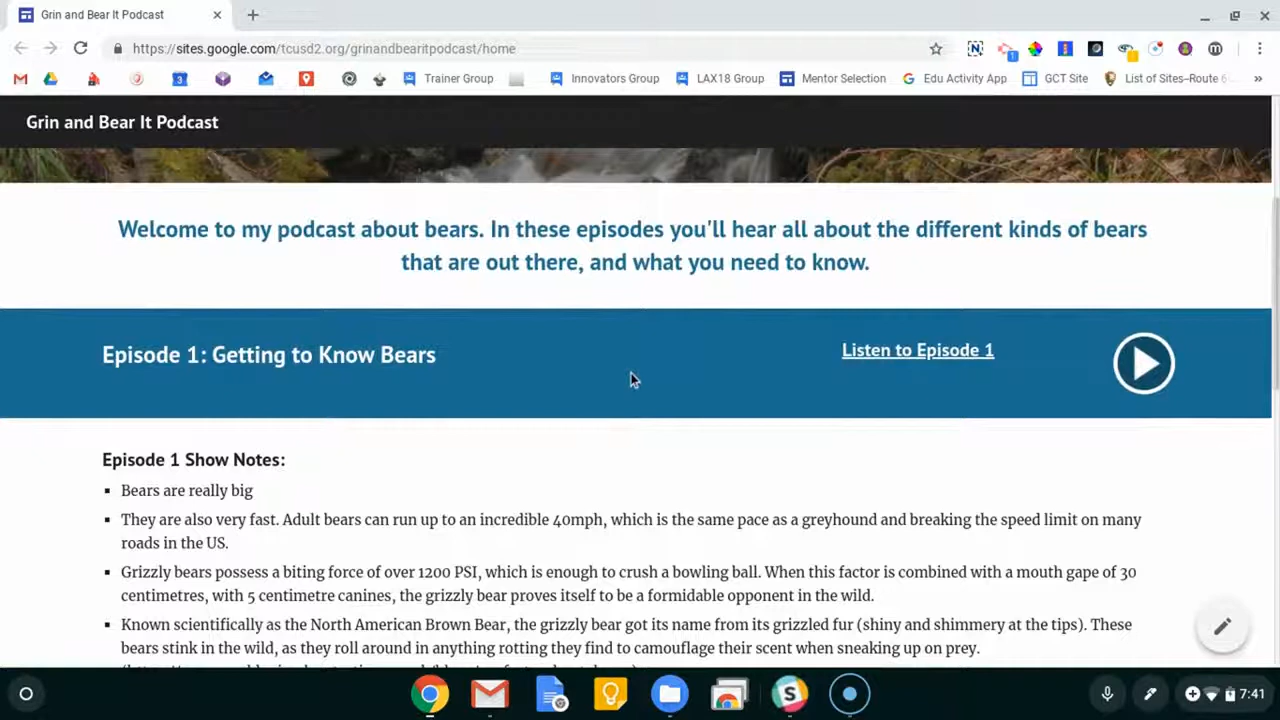 Grin and Bear It Podcast
https://sites.google.com/tcusd2.org/grinandbearitpodcast/home
1
3
Trainer Group
Innovators Group
LAX18 Group
Mentor Selection
Edu Activity App
GCT Site
List of Sites–Route 6
Grin and Bear It Podcast
Welcome to my podcast about bears. In these episodes you'll hear all about the different kinds of bears
that are out there, and what you need to know.
Episode 1: Getting to Know Bears
Listen to Episode 1
Episode 1 Show Notes:
Bears are really big
They are also very fast. Adult bears can run up to an incredible 40mph, which is the same pace as a greyhound and breaking the speed limit on many
roads in the US.
Grizzly bears possess a biting force of over 1200 PSI, which is enough to crush a bowling ball. When this factor is combined with a mouth gape of 30
centimetres, with 5 centimetre canines, the grizzly bear proves itself to be a formidable opponent in the wild.
Known scientifically as the North American Brown Bear, the grizzly bear got its name from its grizzled fur (shiny and shimmery at the tips). These
bears stink in the wild, as they roll around in anything rotting they find to camouflage their scent when sneaking up on prey.
7:41